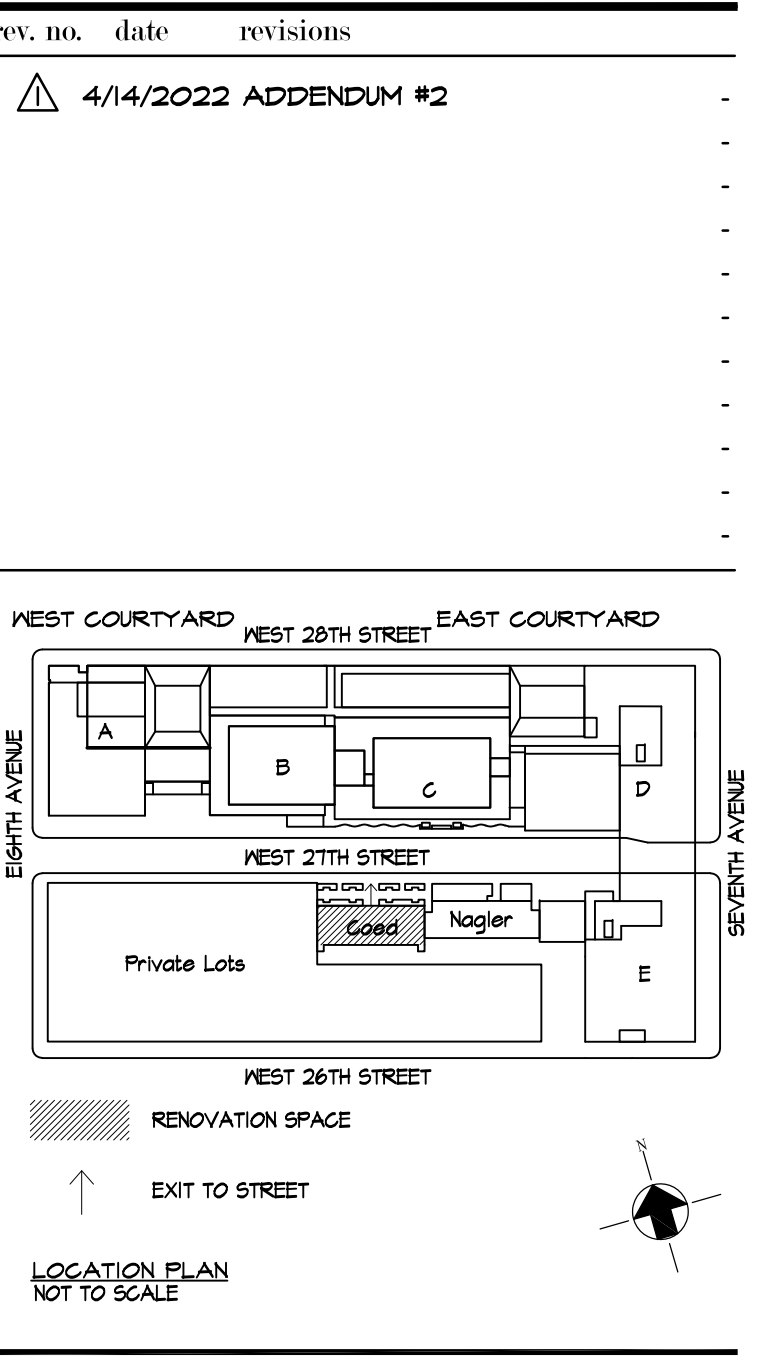 rev. no. date revisions
1 4/14/2022 ADDENDUM #2
-
-
-
-
-
-
-
-
-
-
-
WEST COURTYARD
WEST 28TH STREET
EAST COURTYARD
EIGHTH AVENUE
A
B
C
D
SEVENTH AVENUE
WEST 27TH STREET
Coed
Nagler
Private Lots
E
WEST 26TH STREET
RENOVATION SPACE
EXIT TO STREET
N
LOCATION PLAN
NOT TO SCALE